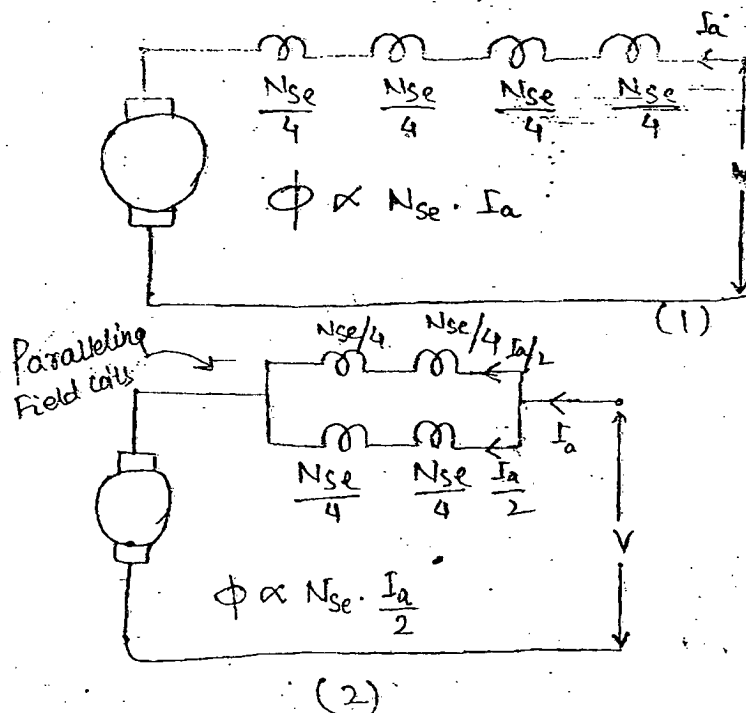 Ia
Nse/4 Nse/4 Nse/4 Nse/4
ϕ ∝ Nse · Ia
(1)
Paralleling
Field coils
Nse/4 Nse/4 Ia/2
Ia
Nse/4 Nse/4 Ia/2
V
ϕ ∝ Nse · Ia/2
(2)